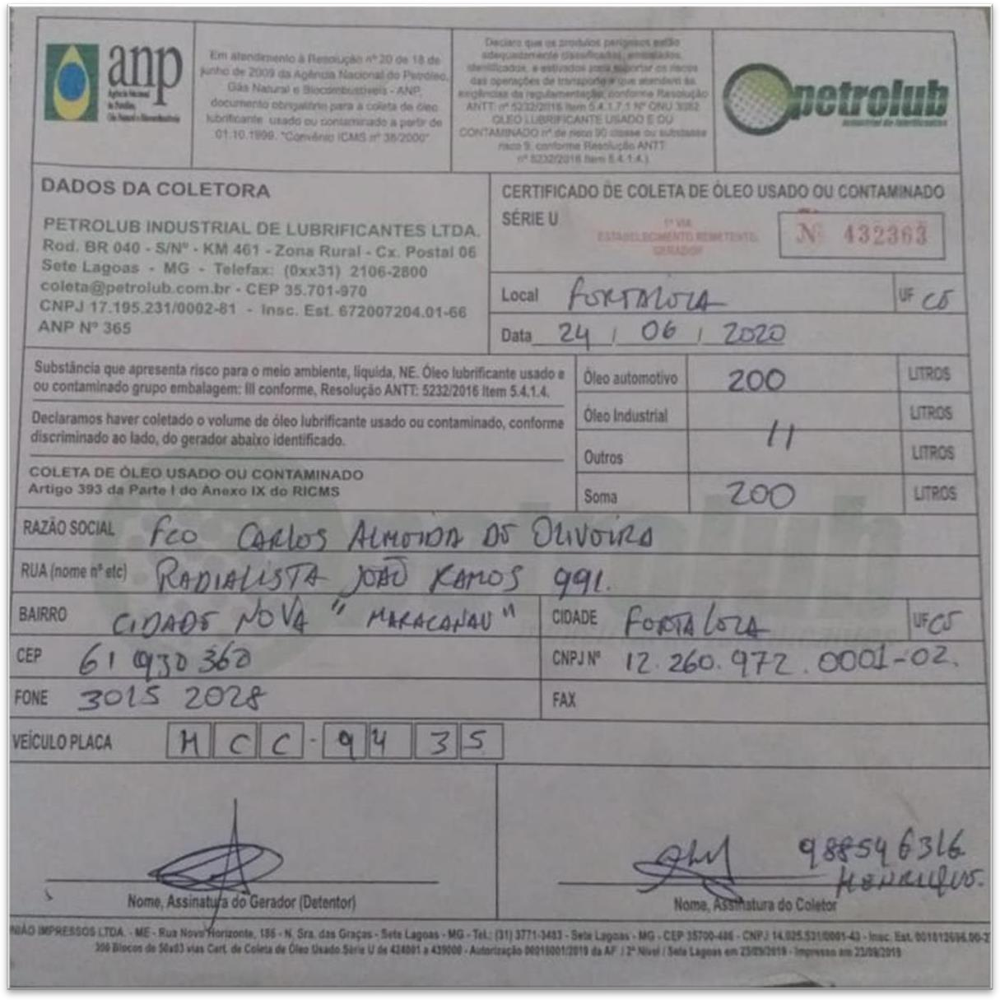 anp
Agência Nacional
do Petróleo,
Gás Natural e Biocombustíveis
Em atendimento à Resolução nº 20 de 18 de
junho de 2009 da Agência Nacional do Petróleo,
Gás Natural e Biocombustíveis - ANP,
documento obrigatório para a coleta de óleo
lubrificante usado ou contaminado a partir de
01.10.1999. "Convênio ICMS nº 38/2000"
Declaro que os produtos perigosos estão
adequadamente classificados, embalados,
identificados, e estivados para suportar os riscos
das operações de transporte e que atendem às
exigências da regulamentação, conforme Resolução
ANTT: nº 5232/2016 Item 5.4.1.7.1 Nº ONU 3082
ÓLEO LUBRIFICANTE USADO E OU
CONTAMINADO nº de risco 90 classe ou subclasse
risco 9, conforme Resolução ANTT
nº 5232/2016 Item 5.4.1.4.)
petrolub
industrial de lubrificantes
DADOS DA COLETORA
PETROLUB INDUSTRIAL DE LUBRIFICANTES LTDA.
Rod. BR 040 - S/Nº - KM 461 - Zona Rural - Cx. Postal 06
Sete Lagoas - MG - Telefax: (0xx31) 2106-2800
coleta@petrolub.com.br - CEP 35.701-970
CNPJ 17.195.231/0002-81 - Insc. Est. 672007204.01-66
ANP Nº 365
CERTIFICADO DE COLETA DE ÓLEO USADO OU CONTAMINADO
SÉRIE U
1ª VIA
ESTABELECIMENTO REMETENTE
GERADOR
Nº 432363
Local FORTALEZA UF CE
Data 24 / 06 / 2020
Substância que apresenta risco para o meio ambiente, líquida, NE. Óleo lubrificante usado e
ou contaminado grupo embalagem: III conforme, Resolução ANTT: 5232/2016 Item 5.4.1.4.
Declaramos haver coletado o volume de óleo lubrificante usado ou contaminado, conforme
discriminado ao lado, do gerador abaixo identificado.
COLETA DE ÓLEO USADO OU CONTAMINADO
Artigo 393 da Parte I do Anexo IX do RICMS
Óleo automotivo 200 LITROS
Óleo Industrial LITROS
//
Outros LITROS
Soma 200 LITROS
RAZÃO SOCIAL FCO CARLOS ALMEIDA DE OLIVEIRA
RUA (nome nº etc) RADIALISTA JOÃO RAMOS 991.
BAIRRO CIDADE NOVA "MARACANAU"
CIDADE FORTALEZA UF CE
CEP 61 930 360
CNPJ Nº 12.260.972.0001-02.
FONE 3015 2028
FAX
VEÍCULO PLACA HCC-9435
988546316
HENRIQUE.
Nome, Assinatura do Gerador (Detentor)
Nome, Assinatura do Coletor
UNIÃO IMPRESSOS LTDA. - ME - Rua Novo Horizonte, 186 - N. Sra. das Graças - Sete Lagoas - MG - Tel.: (31) 3771-3483 - Sete Lagoas - MG - CEP 35700-486 - CNPJ 14.025.531/0001-43 - Insc. Est.
300 Blocos de 50x03 vias Cert. de Coleta de Óleo Usado Série U de 424001 a 439000 - Autorização 00016001/2019 da AF / 2º Nível / Sete Lagoas em 23/09/2019 - Impresso em 23/09/2019